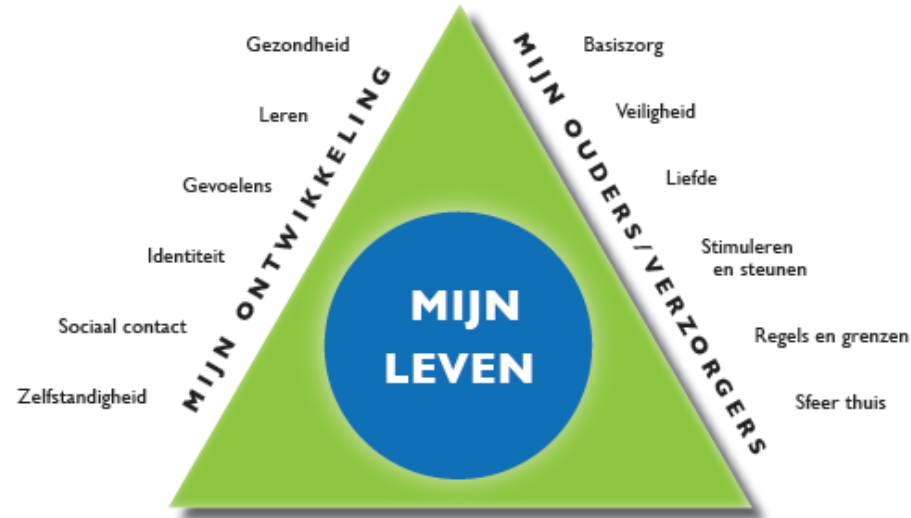 Gezondheid
Leren
Gevoelens
Identiteit
Sociaal contact
Zelfstandigheid
MIJN ONTWIKKELING
MIJN
LEVEN
MIJN OUDERS/VERZORGERS
Basiszorg
Veiligheid
Liefde
Stimuleren
en steunen
Regels en grenzen
Sfeer thuis